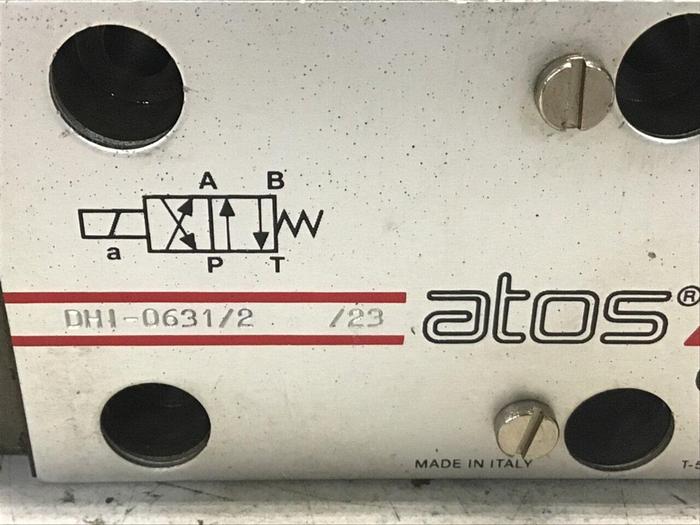 A B
a
P T
DHI-0631/2 /23
atos®
MADE IN ITALY